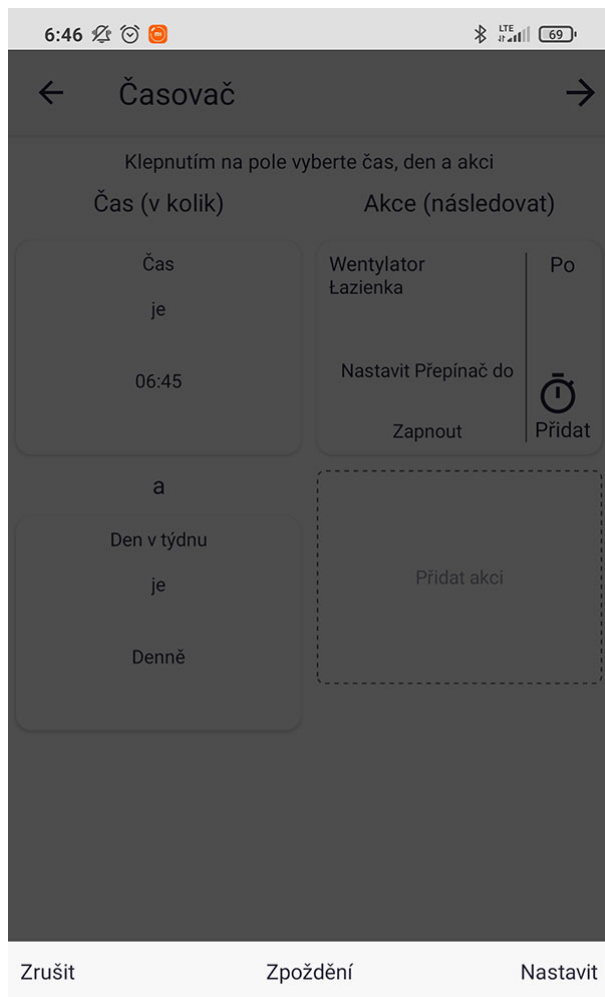 6:46 LTE 69
Časovač
Klepnutím na pole vyberte čas, den a akci
Čas (v kolik)
Akce (následovat)
Čas
je
06:45
a
Den v týdnu
je
Denně
Wentylator
Łazienka
Nastavit Přepínač do
Zapnout
Po
Přidat
Přidat akci
Zrušit Zpoždění Nastavit